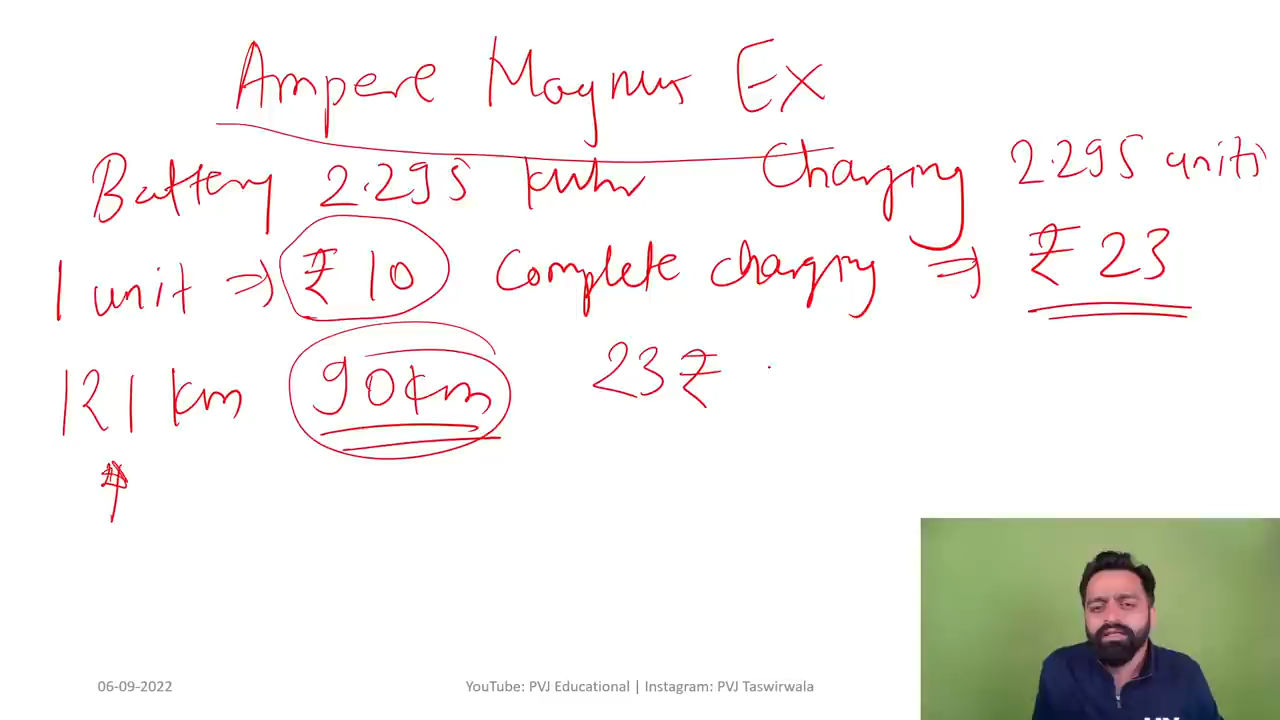 Ampere Magnus EX
Battery 2.295 kWhr Charging 2.295 units
1 unit ⇒ ₹ 10 Complete charging ⇒ ₹ 23
121 km 90 km 23 ₹
06-09-2022 YouTube: PVJ Educational | Instagram: PVJ Taswirwala